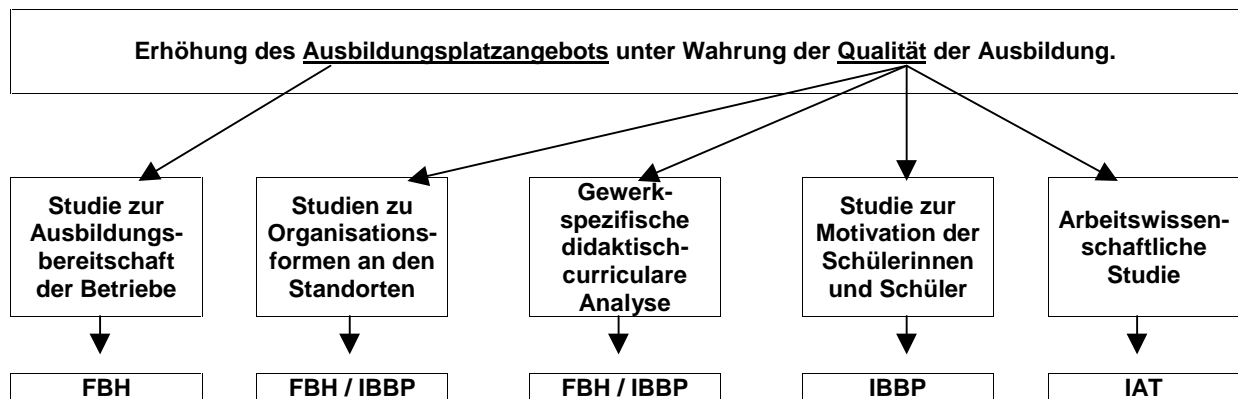 Erhöhung des Ausbildungsplatzangebots unter Wahrung der Qualität der Ausbildung.
Studie zur
Ausbildungs-
bereitschaft
der Betriebe
Studien zu
Organisations-
formen an den
Standorten
Gewerk-
spezifische
didaktisch-
curriculare
Analyse
Studie zur
Motivation der
Schülerinnen
und Schüler
Arbeitswissen-
schaftliche
Studie
FBH
FBH / IBBP
FBH / IBBP
IBBP
IAT